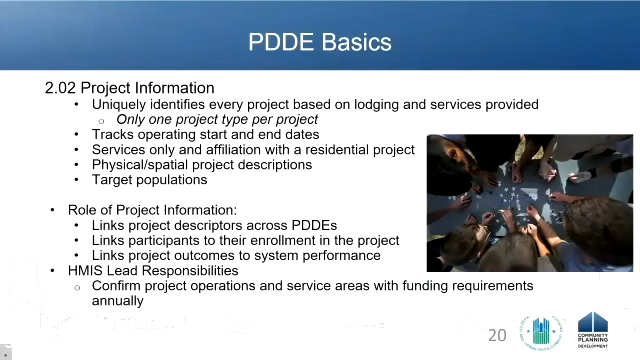 PDDE Basics
2.02 Project Information
• Uniquely identifies every project based on lodging and services provided
o Only one project type per project
• Tracks operating start and end dates
• Services only and affiliation with a residential project
• Physical/spatial project descriptions
• Target populations
• Role of Project Information:
• Links project descriptors across PDDEs
• Links participants to their enrollment in the project
• Links project outcomes to system performance
• HMIS Lead Responsibilities
o Confirm project operations and service areas with funding requirements
annually
20
COMMUNITY
PLANNING
DEVELOPMENT